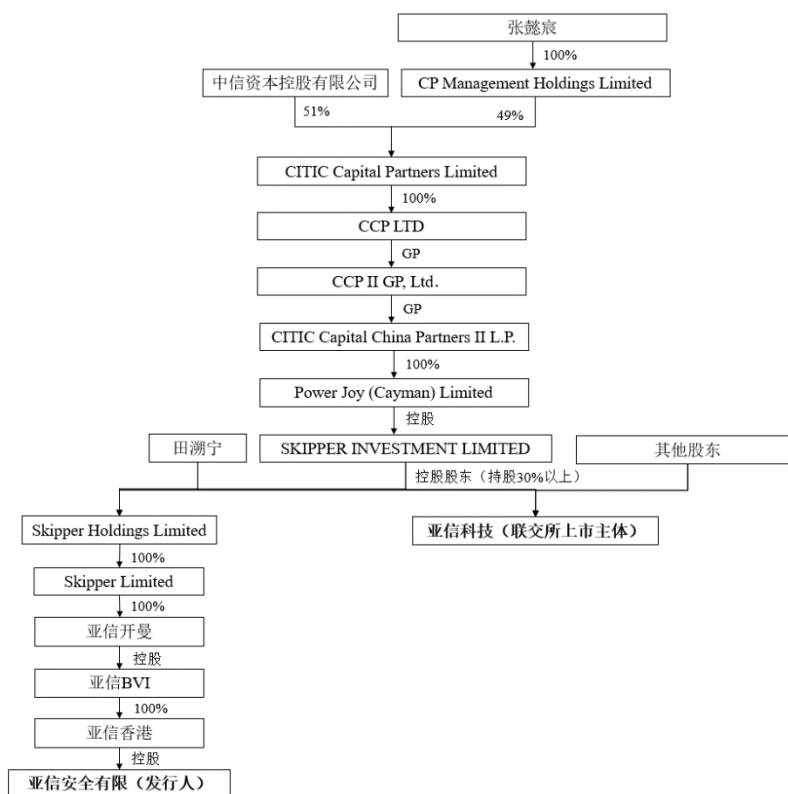 张懿宸
100%
中信资本控股有限公司
CP Management Holdings Limited
51%
49%
CITIC Capital Partners Limited
100%
CCP LTD
GP
CCP II GP, Ltd.
GP
CITIC Capital China Partners II L.P.
100%
Power Joy (Cayman) Limited
控股
田溯宁
SKIPPER INVESTMENT LIMITED
其他股东
控股股东（持股30%以上）
Skipper Holdings Limited
亚信科技（联交所上市主体）
100%
Skipper Limited
100%
亚信开曼
控股
亚信BVI
100%
亚信香港
控股
亚信安全有限（发行人）